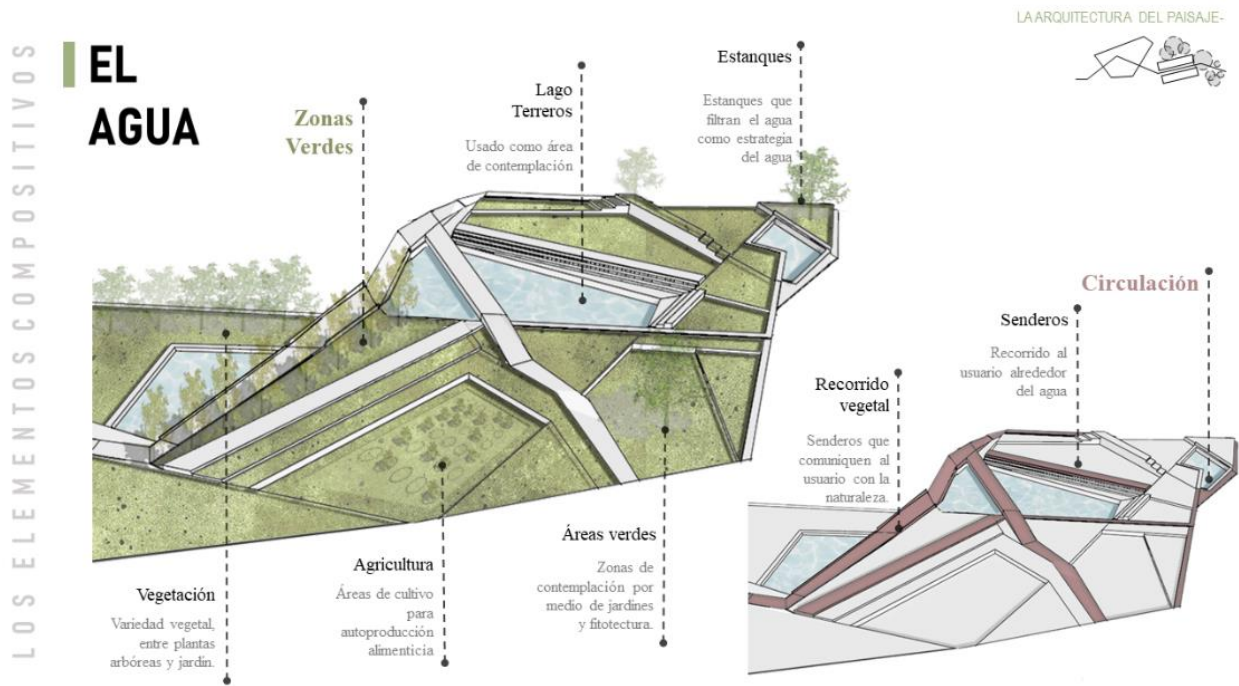 LA ARQUITECTURA DEL PAISAJE-
LOS ELEMENTOS COMPOSITIVOS
EL
AGUA
Zonas
Verdes
Lago
Terreros
Usado como área
de contemplación
Estanques
Estanques que
filtran el agua
como estrategia
del agua
Circulación
Senderos
Recorrido al
usuario alrededor
del agua
Recorrido
vegetal
Senderos que
comuniquen al
usuario con la
naturaleza.
Vegetación
Variedad vegetal,
entre plantas
arbóreas y jardín.
Agricultura
Áreas de cultivo
para
autoproducción
alimenticia
Áreas verdes
Zonas de
contemplación por
medio de jardines
y fitotectura.